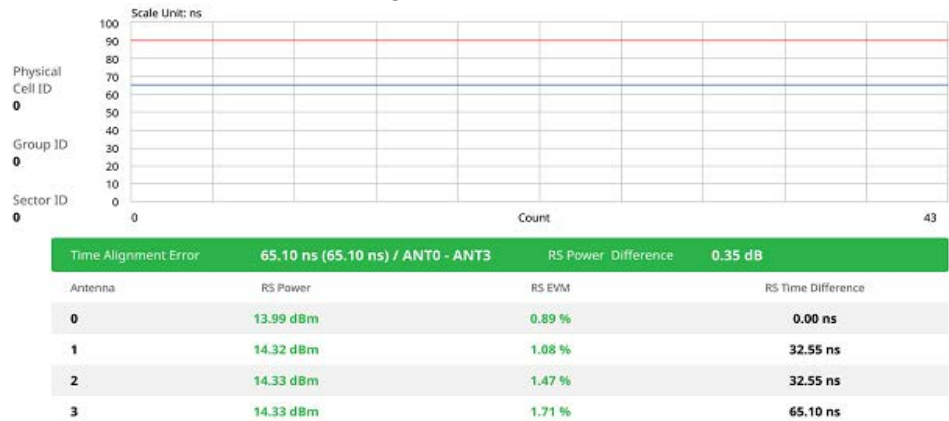 Scale Unit: ns
100
90
80
70
60
50
40
30
20
10
0
Physical
Cell ID
0
Group ID
0
Sector ID
0
0 Count 43
Time Alignment Error 65.10 ns (65.10 ns) / ANT0 - ANT3 RS Power Difference 0.35 dB
Antenna RS Power RS EVM RS Time Difference
0 13.99 dBm 0.89 % 0.00 ns
1 14.32 dBm 1.08 % 32.55 ns
2 14.33 dBm 1.47 % 32.55 ns
3 14.33 dBm 1.71 % 65.10 ns